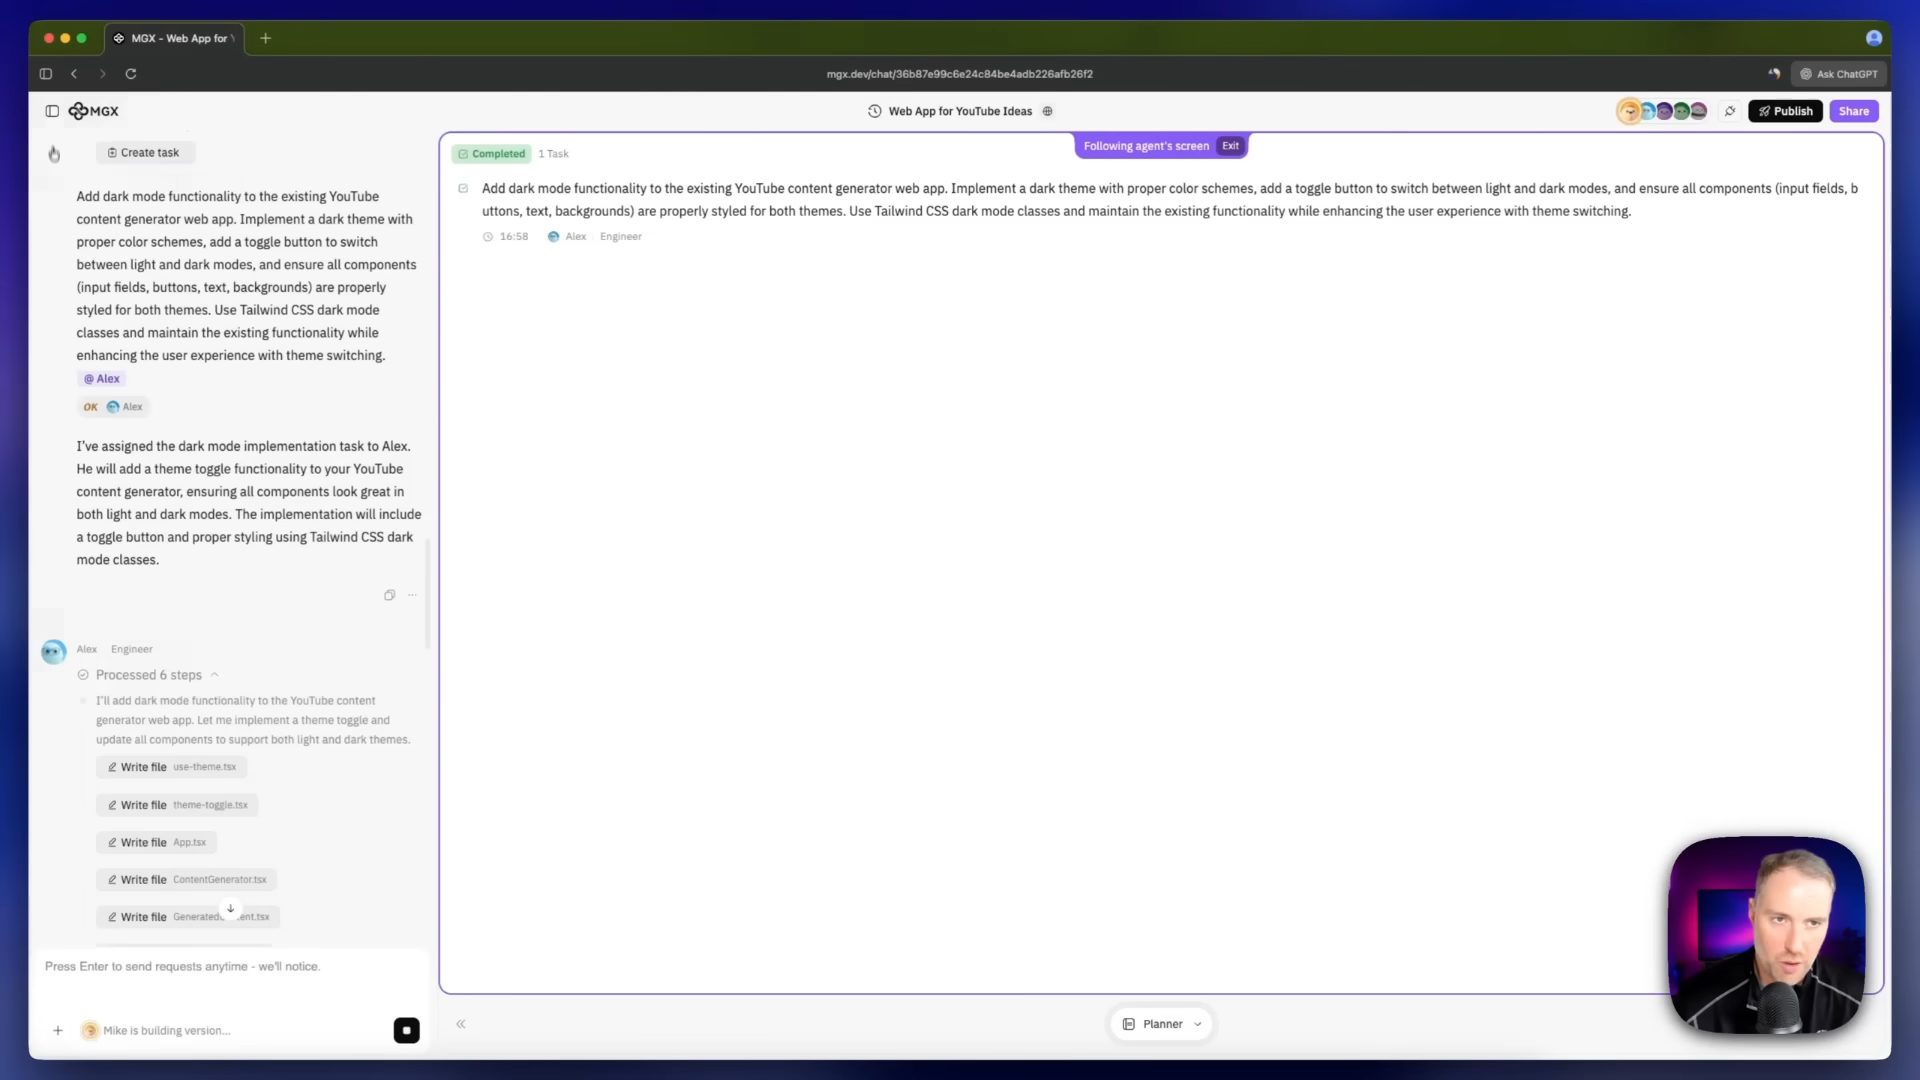 MGX - Web App for
mgx.dev/chat/36b87e99c6e24c84be4adb226afb26f2
Ask ChatGPT
MGX
Web App for YouTube Ideas
Publish
Share
Create task
Add dark mode functionality to the existing YouTube
content generator web app. Implement a dark theme with
proper color schemes, add a toggle button to switch
between light and dark modes, and ensure all components
(input fields, buttons, text, backgrounds) are properly
styled for both themes. Use Tailwind CSS dark mode
classes and maintain the existing functionality while
enhancing the user experience with theme switching.
@ Alex
OK Alex
I've assigned the dark mode implementation task to Alex.
He will add a theme toggle functionality to your YouTube
content generator, ensuring all components look great in
both light and dark modes. The implementation will include
a toggle button and proper styling using Tailwind CSS dark
mode classes.
Alex Engineer
Processed 6 steps
I'll add dark mode functionality to the YouTube content
generator web app. Let me implement a theme toggle and
update all components to support both light and dark themes.
Write file use-theme.tsx
Write file theme-toggle.tsx
Write file App.tsx
Write file ContentGenerator.tsx
Write file
Press Enter to send requests anytime - we'll notice.
Mike is building version...
Completed 1 Task
Following agent's screen Exit
Add dark mode functionality to the existing YouTube content generator web app. Implement a dark theme with proper color schemes, add a toggle button to switch between light and dark modes, and ensure all components (input fields, b
uttons, text, backgrounds) are properly styled for both themes. Use Tailwind CSS dark mode classes and maintain the existing functionality while enhancing the user experience with theme switching.
16:58 Alex Engineer
Planner